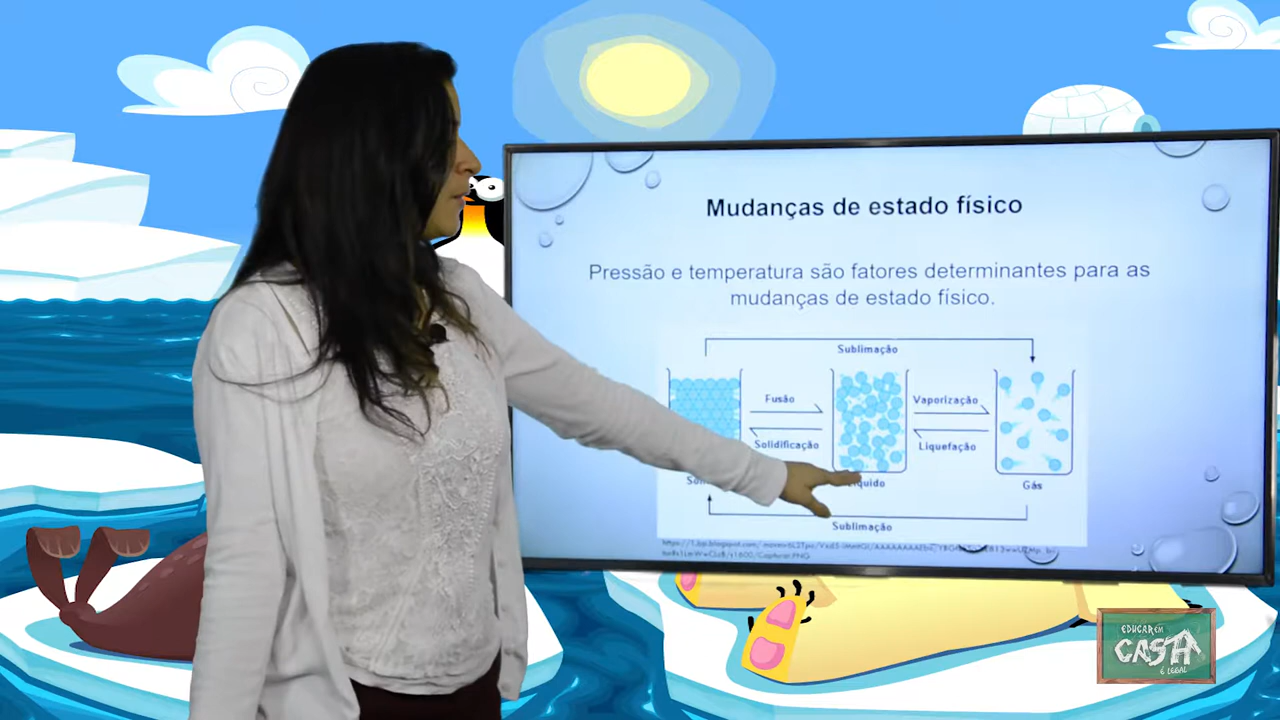 Mudanças de estado físico
Pressão e temperatura são fatores determinantes para as
mudanças de estado físico.
Sublimação
Fusão
Vaporização
Solidificação
Liquefação
Gás
Sublimação
EDUCAR EM
CASA
É LEGAL